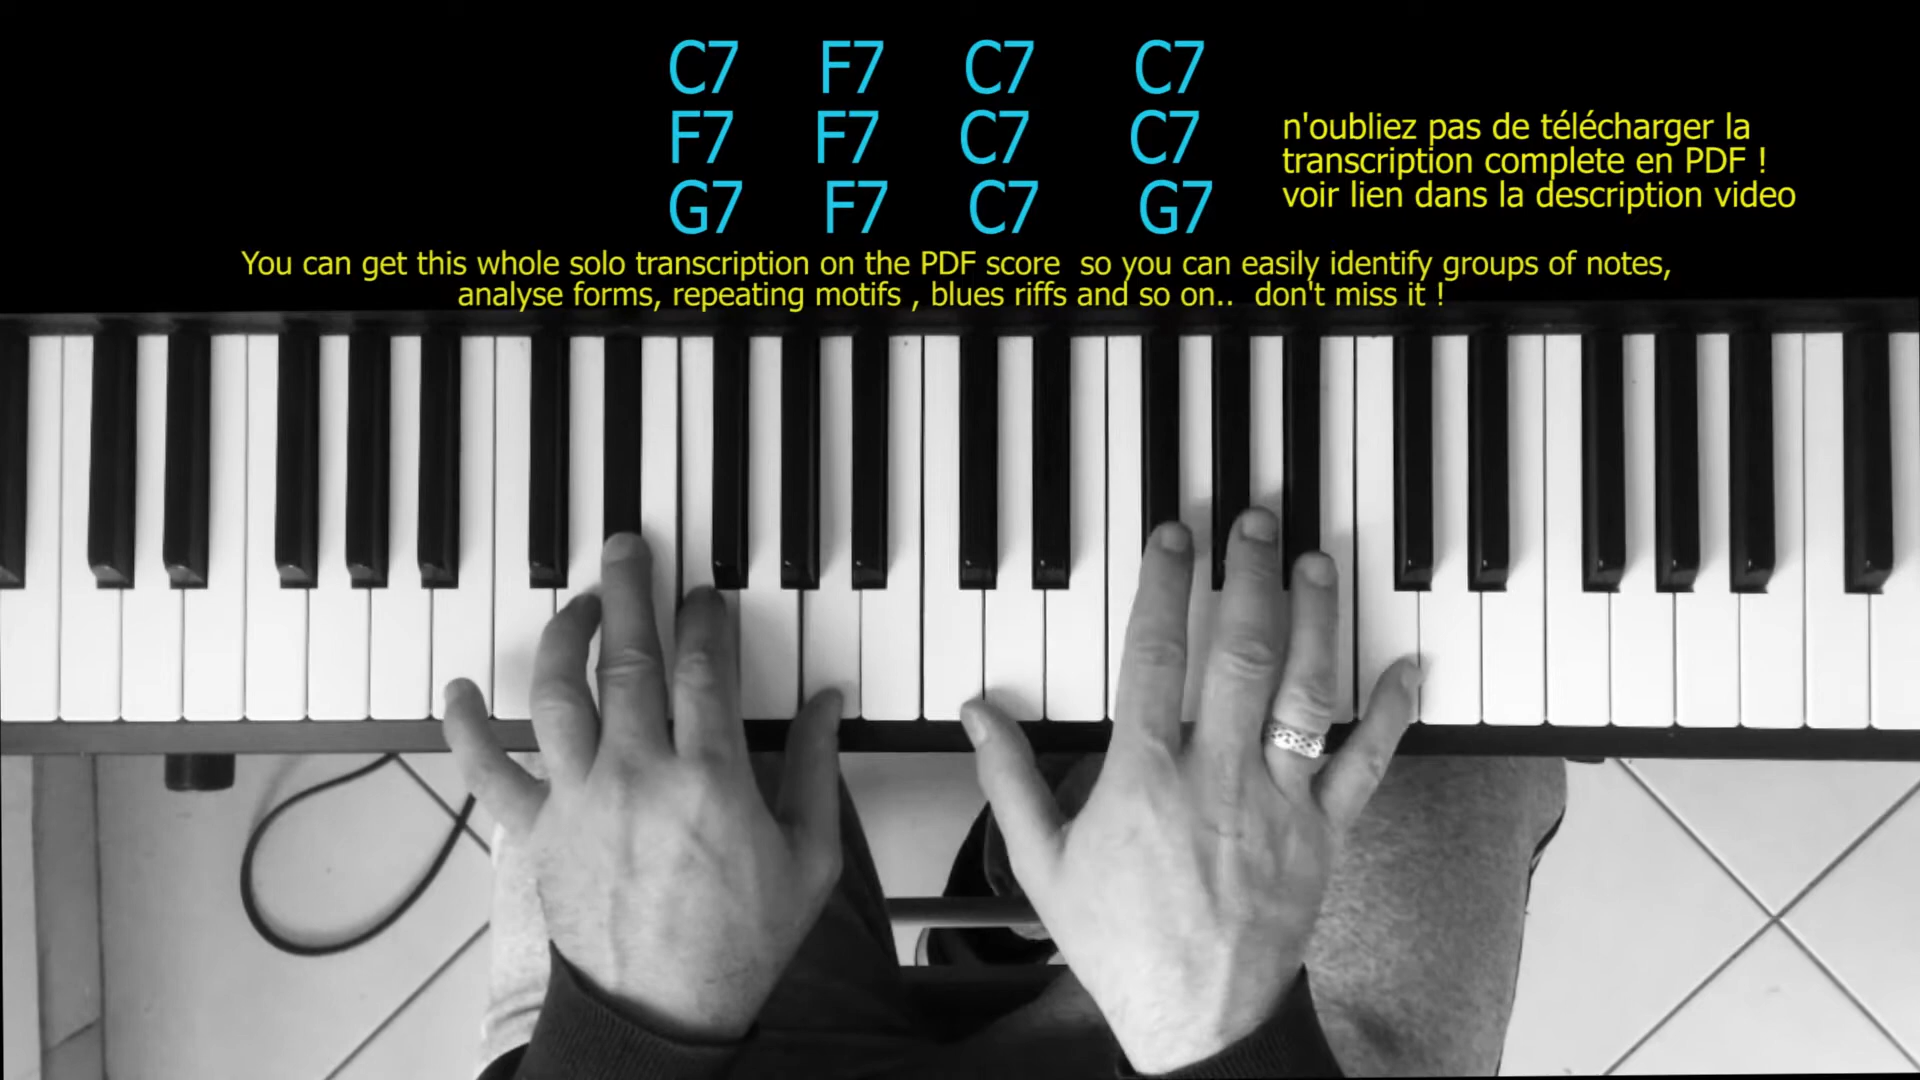 C7 F7 C7 C7
F7 F7 C7 C7
G7 F7 C7 G7
n'oubliez pas de télécharger la
transcription complete en PDF !
voir lien dans la description video
You can get this whole solo transcription on the PDF score so you can easily identify groups of notes,
analyse forms, repeating motifs , blues riffs and so on.. don't miss it !